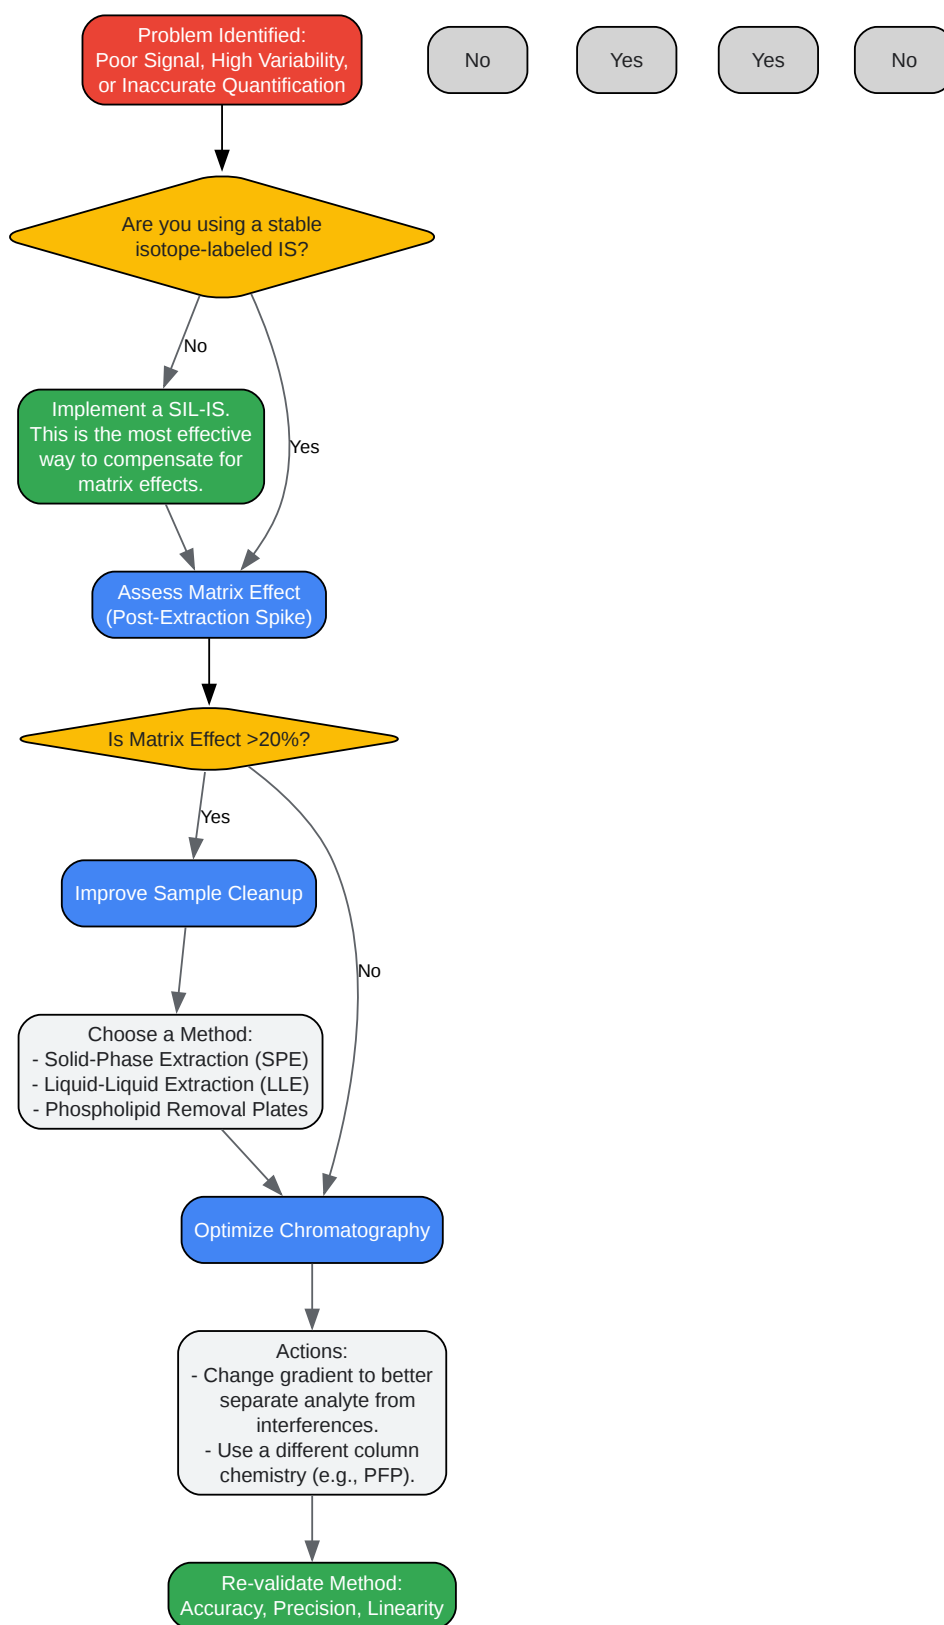 Problem Identified:
Poor Signal, High Variability,
or Inaccurate Quantification
No
Yes
Yes
No
Are you using a stable
isotope-labeled IS?
No
Yes
Implement a SIL-IS.
This is the most effective
way to compensate for
matrix effects.
Assess Matrix Effect
(Post-Extraction Spike)
Is Matrix Effect >20%?
Yes
No
Improve Sample Cleanup
Choose a Method:
- Solid-Phase Extraction (SPE)
- Liquid-Liquid Extraction (LLE)
- Phospholipid Removal Plates
Optimize Chromatography
Actions:
- Change gradient to better
separate analyte from
interferences.
- Use a different column
chemistry (e.g., PFP).
Re-validate Method:
Accuracy, Precision, Linearity